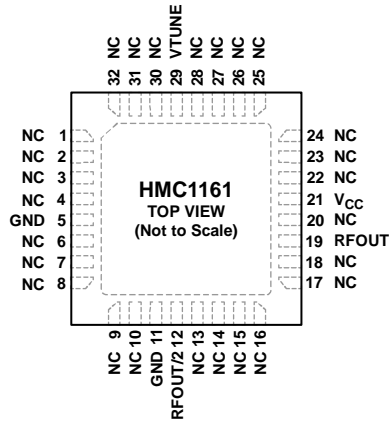 32 NC
31 NC
30 NC
29 VTUNE
28 NC
27 NC
26 NC
25 NC
NC 1
NC 2
NC 3
NC 4
GND 5
NC 6
NC 7
NC 8
HMC1161
TOP VIEW
(Not to Scale)
24 NC
23 NC
22 NC
21 VCC
20 NC
19 RFOUT
18 NC
17 NC
NC 9
NC 10
GND 11
RFOUT/2 12
NC 13
NC 14
NC 15
NC 16